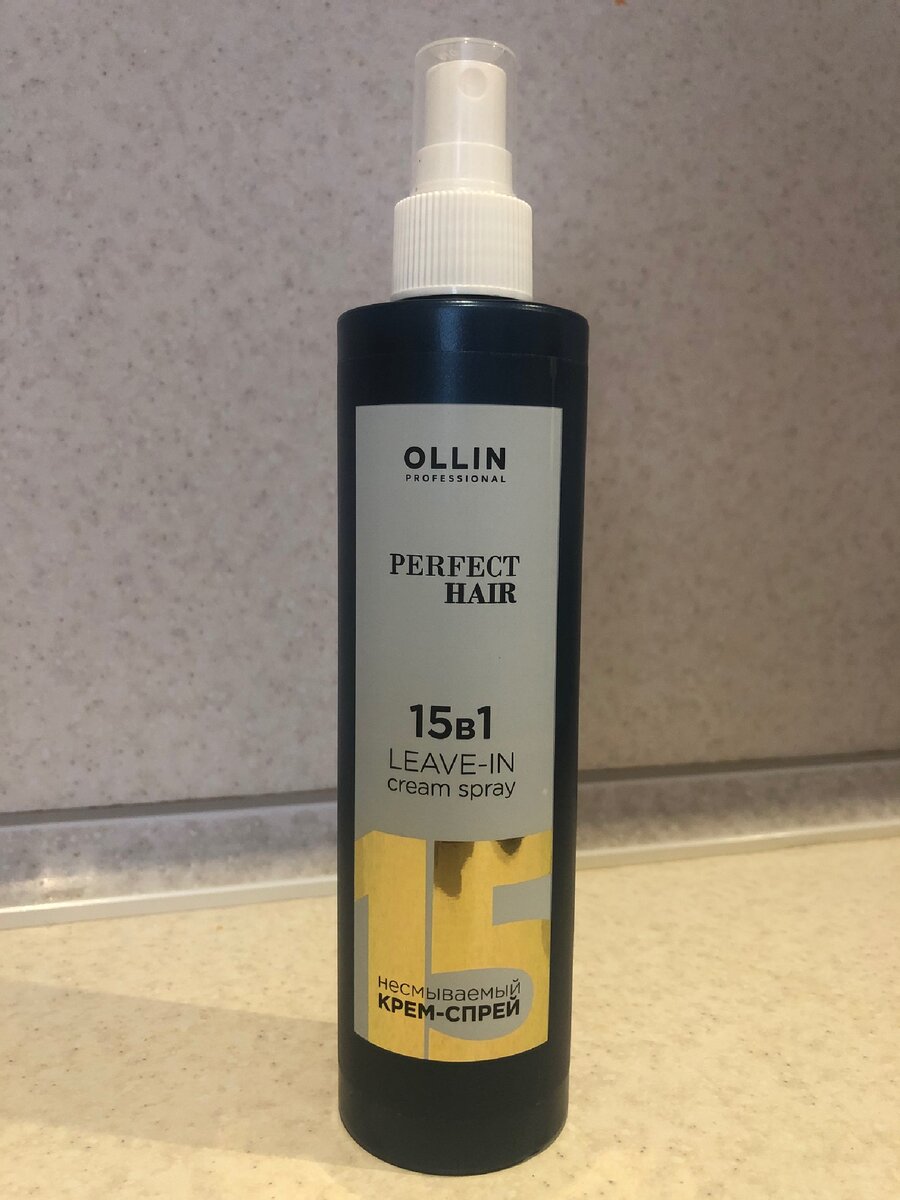 OLLIN
PROFESSIONAL
PERFECT
HAIR
15в1
LEAVE-IN
cream spray
15
несмываемый
КРЕМ-СПРЕЙ